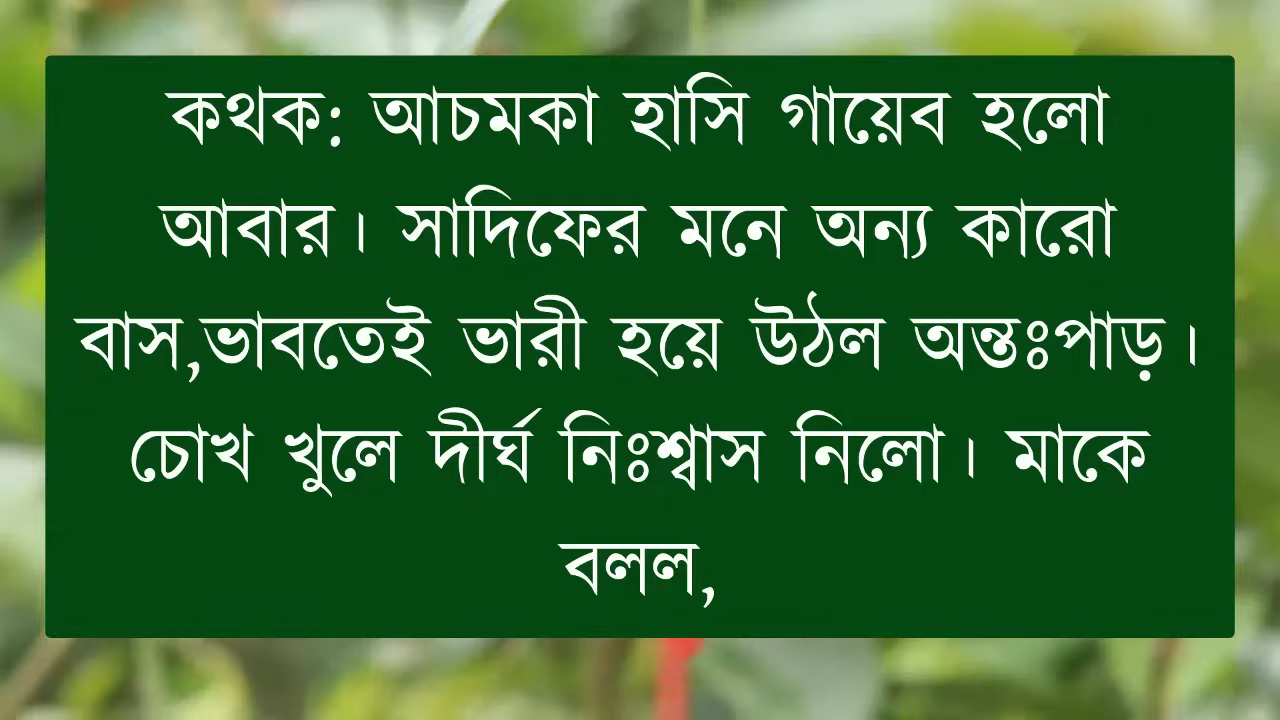 কথক: আচমকা হাসি গায়েব হলো
আবার। সাদিফের মনে অন্য কারো
বাস,ভাবতেই ভারী হয়ে উঠল অন্তঃপাড়।
চোখ খুলে দীর্ঘ নিঃশ্বাস নিলো। মাকে
বলল,